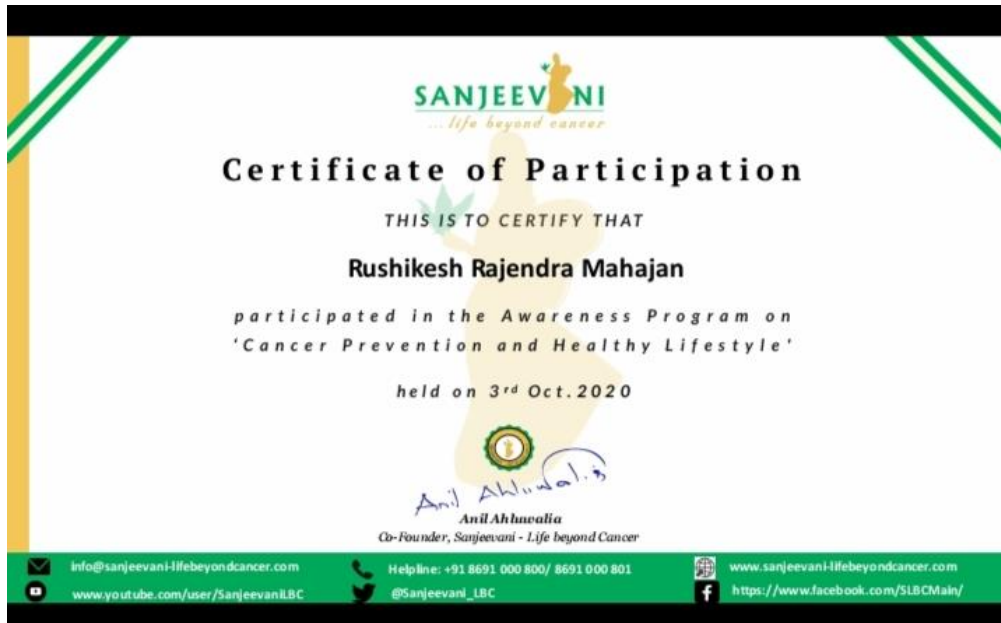 SANJEEVANI
...life beyond cancer
Certificate of Participation
THIS IS TO CERTIFY THAT
Rushikesh Rajendra Mahajan
participated in the Awareness Program on
‘Cancer Prevention and Healthy Lifestyle’
held on 3rd Oct.2020
Anil Ahluwalia
Anil Ahluwalia
Co-Founder, Sanjeevani - Life beyond Cancer
info@sanjeevani-lifebeyondcancer.com
Helpline: +91 8691 000 800/ 8691 000 801
www.sanjeevani-lifebeyondcancer.com
www.youtube.com/user/SanjeevaniLBC
@Sanjeevani_LBC
https://www.facebook.com/SLBCMain/